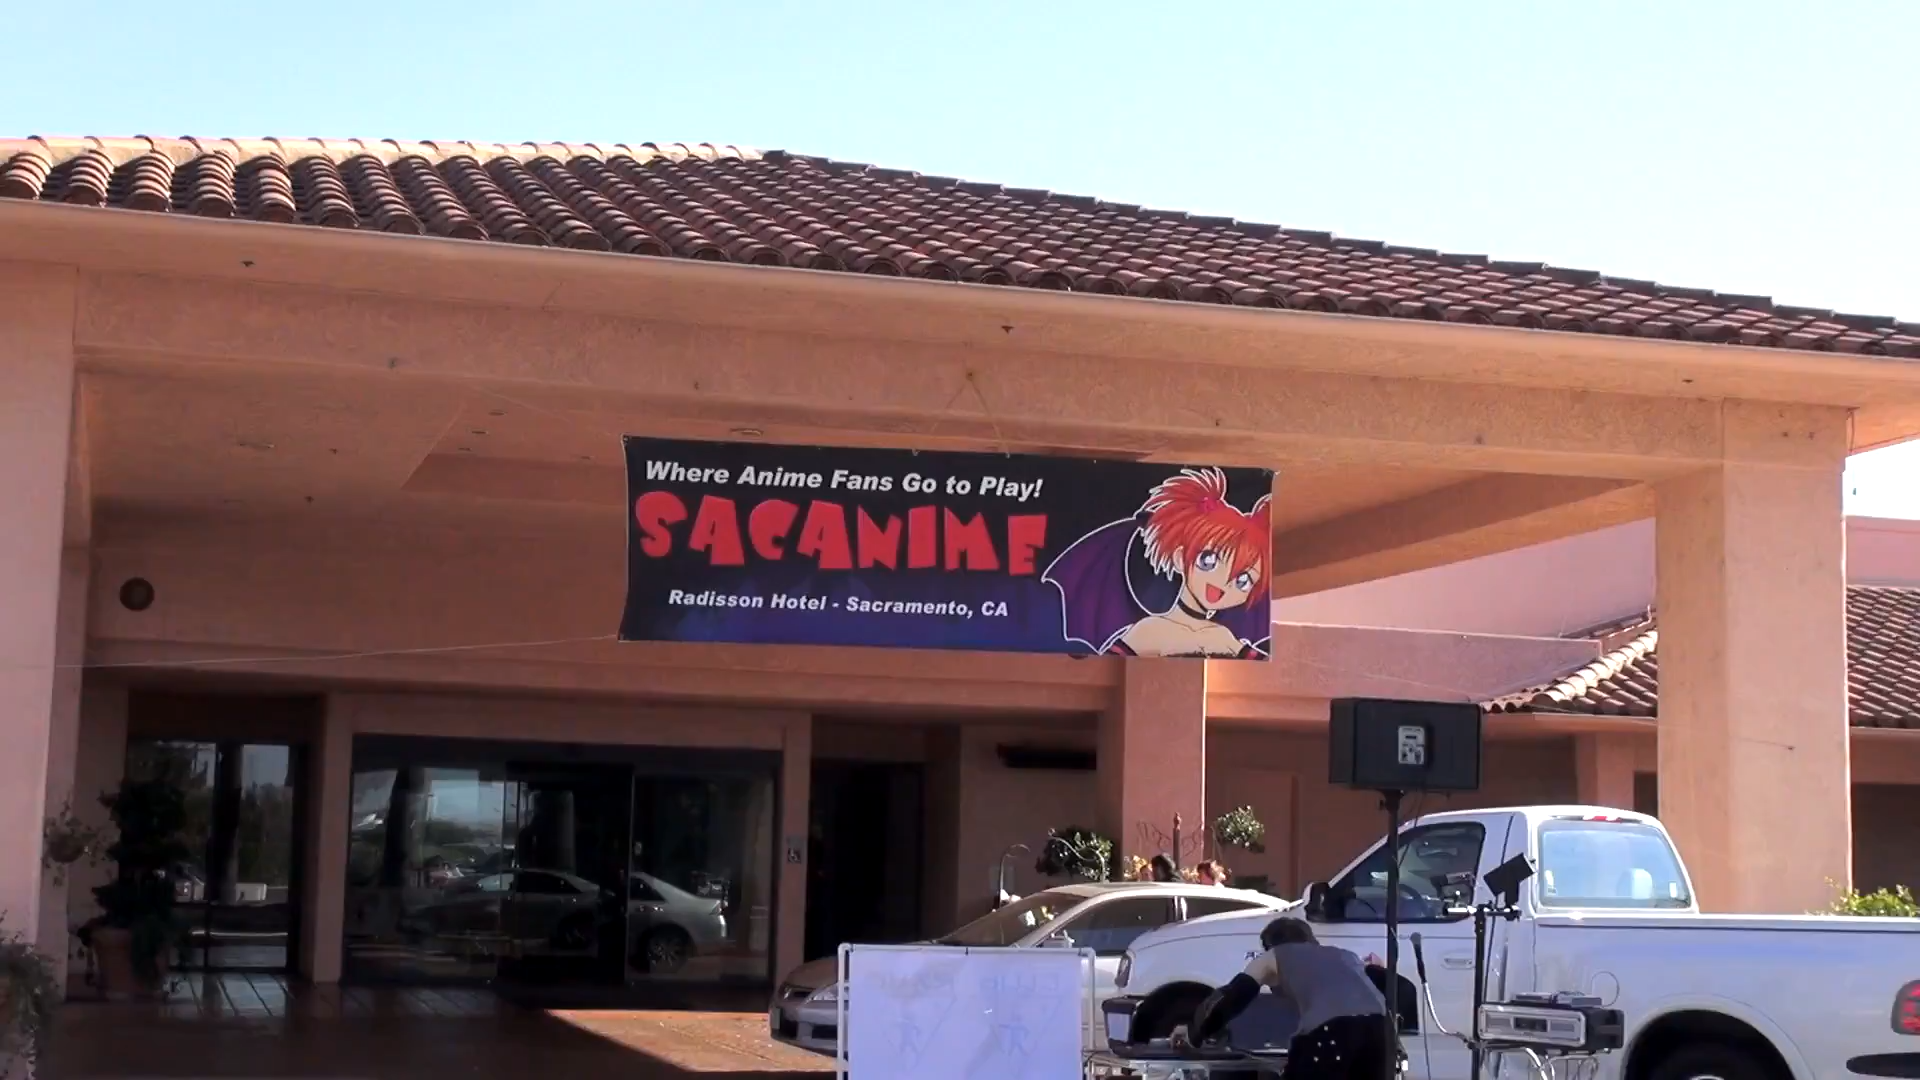 Where Anime Fans Go to Play!
SACANIME
Radisson Hotel - Sacramento, CA